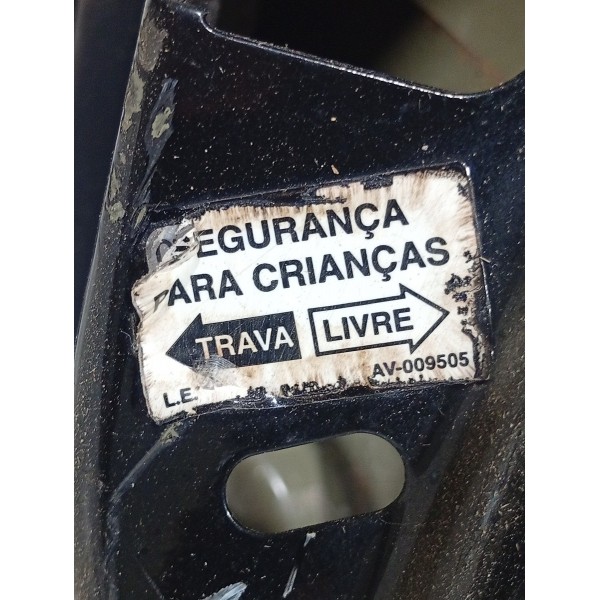 SEGURANÇA
PARA CRIANÇAS
TRAVA LIVRE
L.E. AV-009505